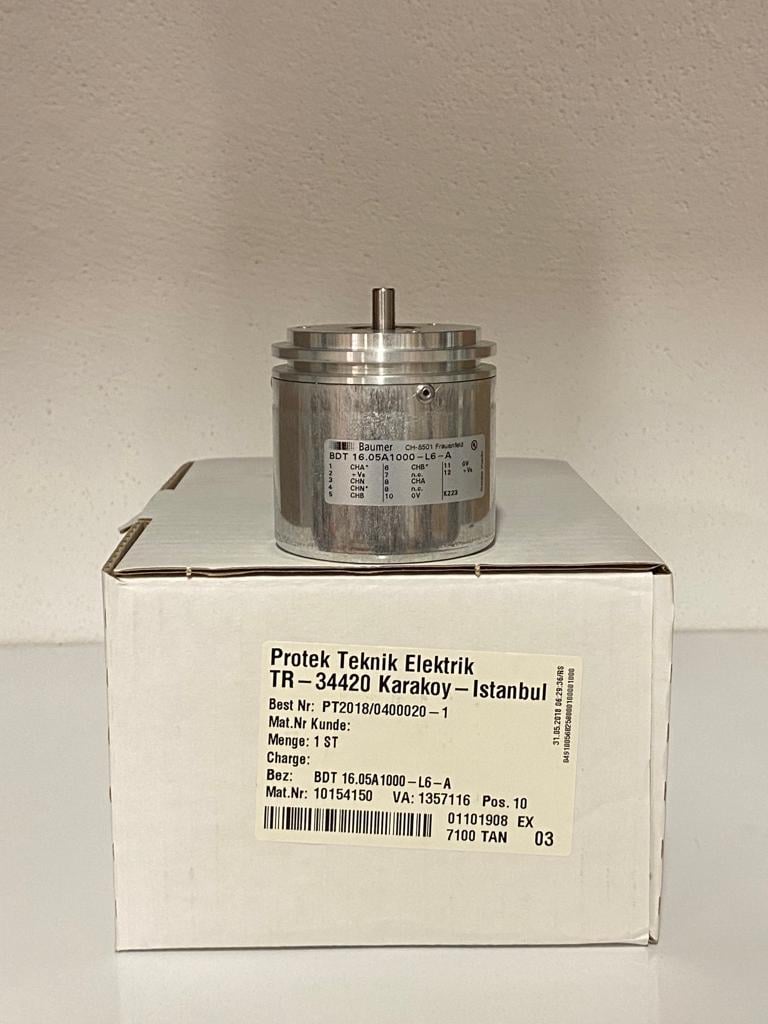 Baumer CH-8501 Frauenfeld
BDT 16.05A1000-L6-A
1 CHA* 6 CHB* 11 0V
2 +Vs 7 n.c. 12 +Vs
3 CHN 8 CHA
4 CHN* 9 n.c.
5 CHB 10 0V K223
Protek Teknik Elektrik
TR-34420 Karakoy-Istanbul
Best Nr: PT2018/0400020-1
Mat.Nr Kunde:
Menge: 1 ST
Charge:
Bez: BDT 16.05A1000-L6-A
Mat.Nr: 10154150 VA: 1357116 Pos. 10
01101908 EX
7100 TAN 03
31.05.2018 06:29:36/RS